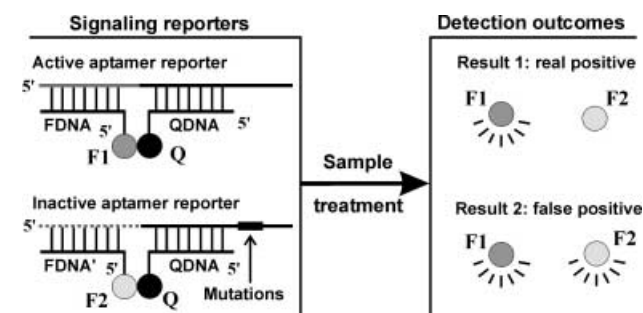 Signaling reporters
Detection outcomes
Active aptamer reporter
5'
FDNA 5'
QDNA 5'
F1 Q
Inactive aptamer reporter
5'
FDNA' 5'
QDNA 5'
F2 Q
Mutations
Sample
treatment
Result 1: real positive
F1 F2
Result 2: false positive
F1 F2